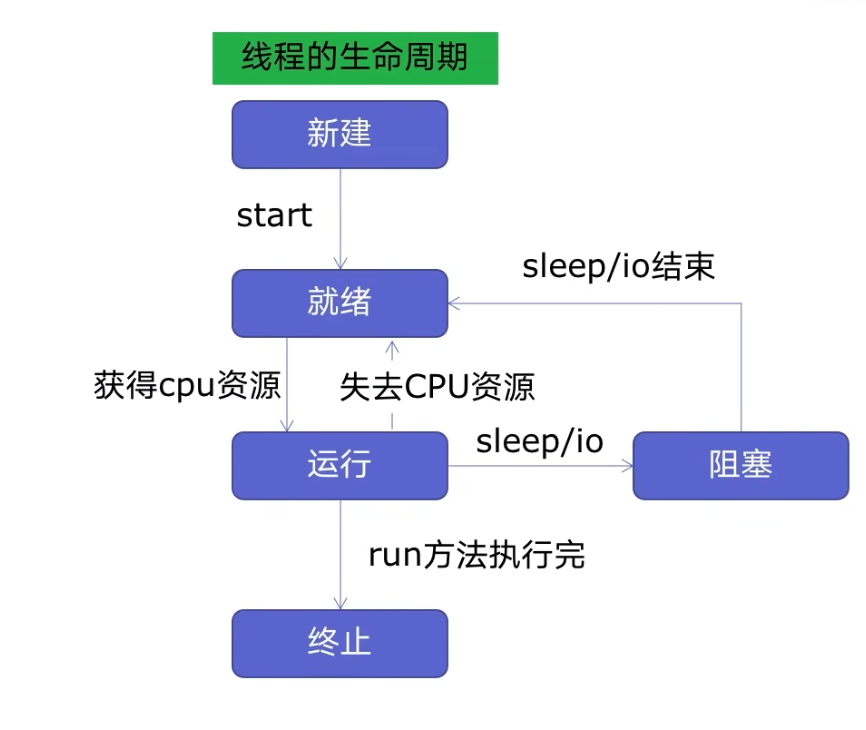 线程的生命周期
新建
start
sleep/io结束
就绪
获得cpu资源
失去CPU资源
sleep/io
运行
阻塞
run方法执行完
终止